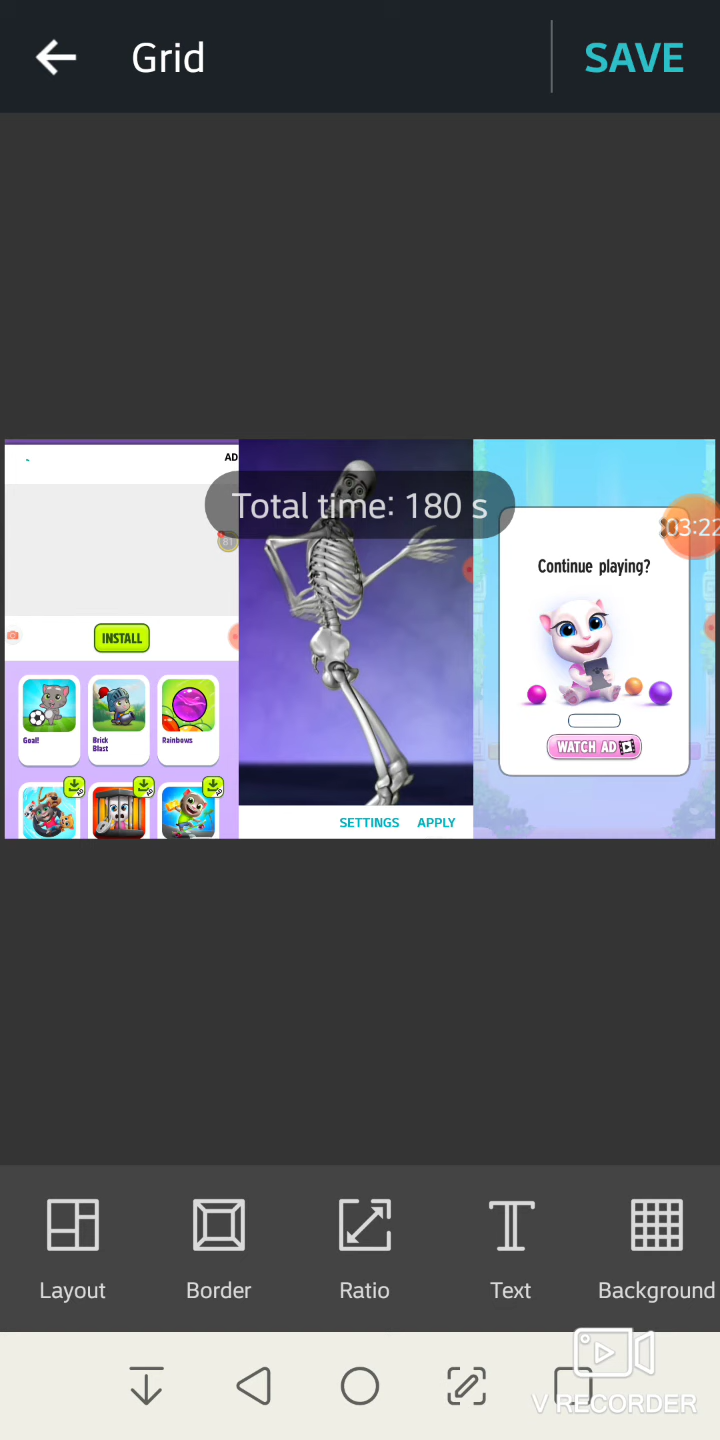 Grid
SAVE
AD
Total time: 180 s
03:22
Continue playing?
INSTALL
Goal!
Brick
Blast
Rainbows
WATCH AD
SETTINGS
APPLY
Layout
Border
Ratio
Text
Background
V RECORDER